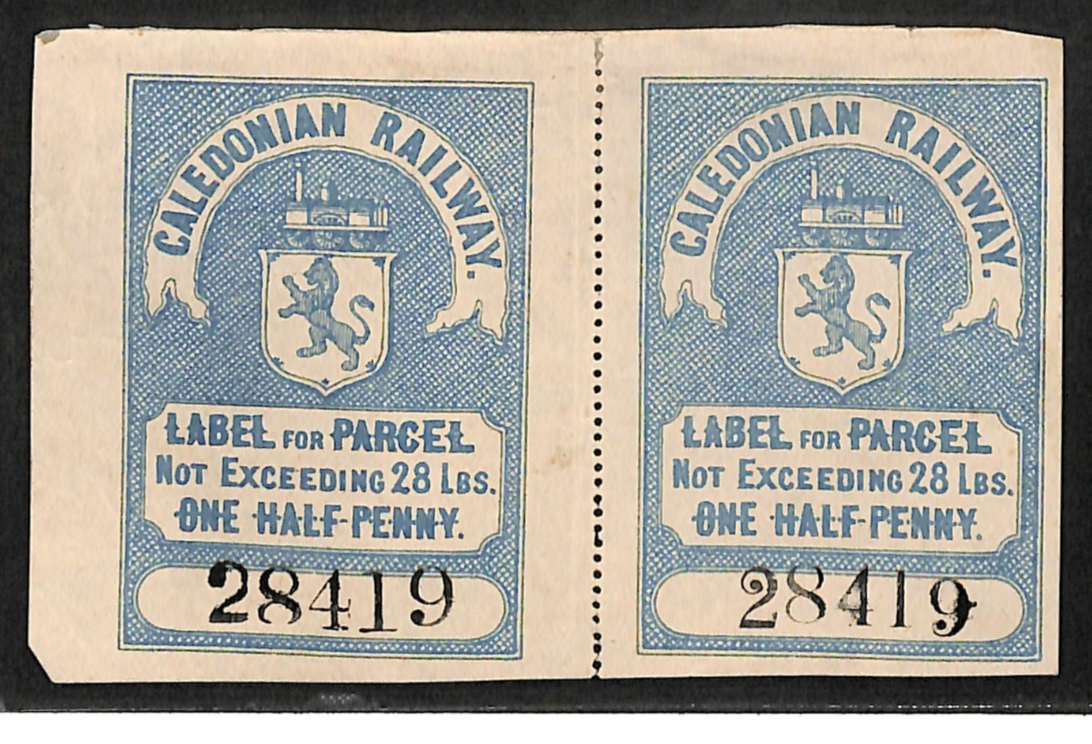 CALEDONIAN RAILWAY.
LABEL FOR PARCEL
NOT EXCEEDING 28 LBS.
ONE HALF-PENNY.
28419
CALEDONIAN RAILWAY.
LABEL FOR PARCEL
NOT EXCEEDING 28 LBS.
ONE HALF-PENNY.
28419